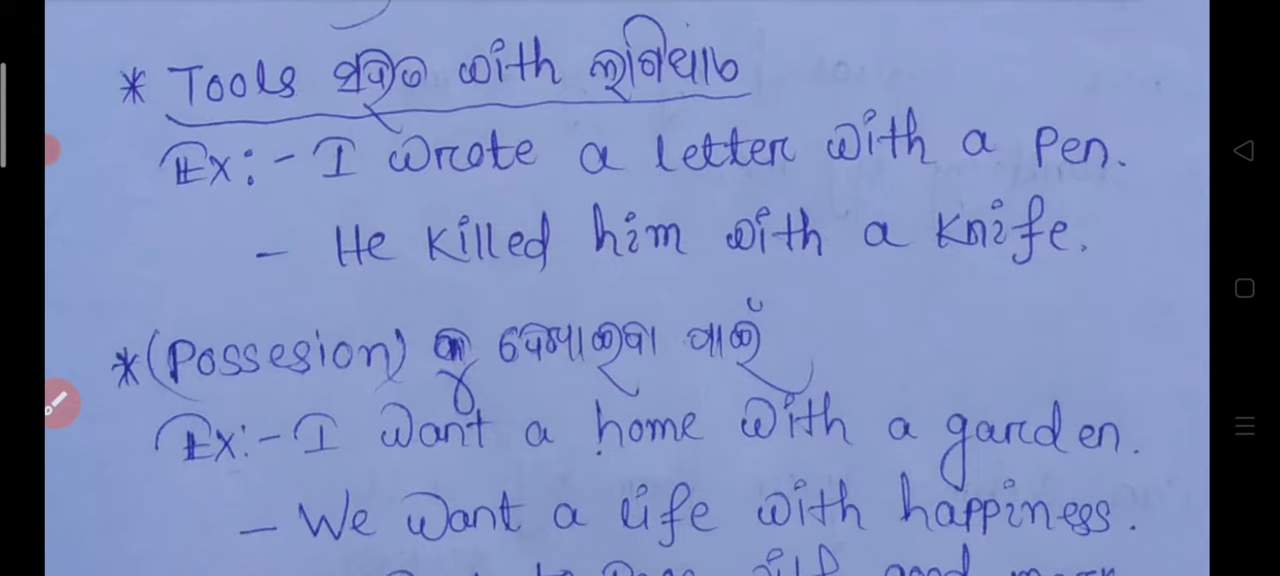 * Tools ସହିତ with ଲାଗିଥାଏ
Ex:- I wrote a letter with a pen.
- He killed him with a knife.
*(Possesion) କୁ ଦେଖାଇବା ପାଇଁ
Ex:- I want a home with a garden.
- We want a life with happiness.